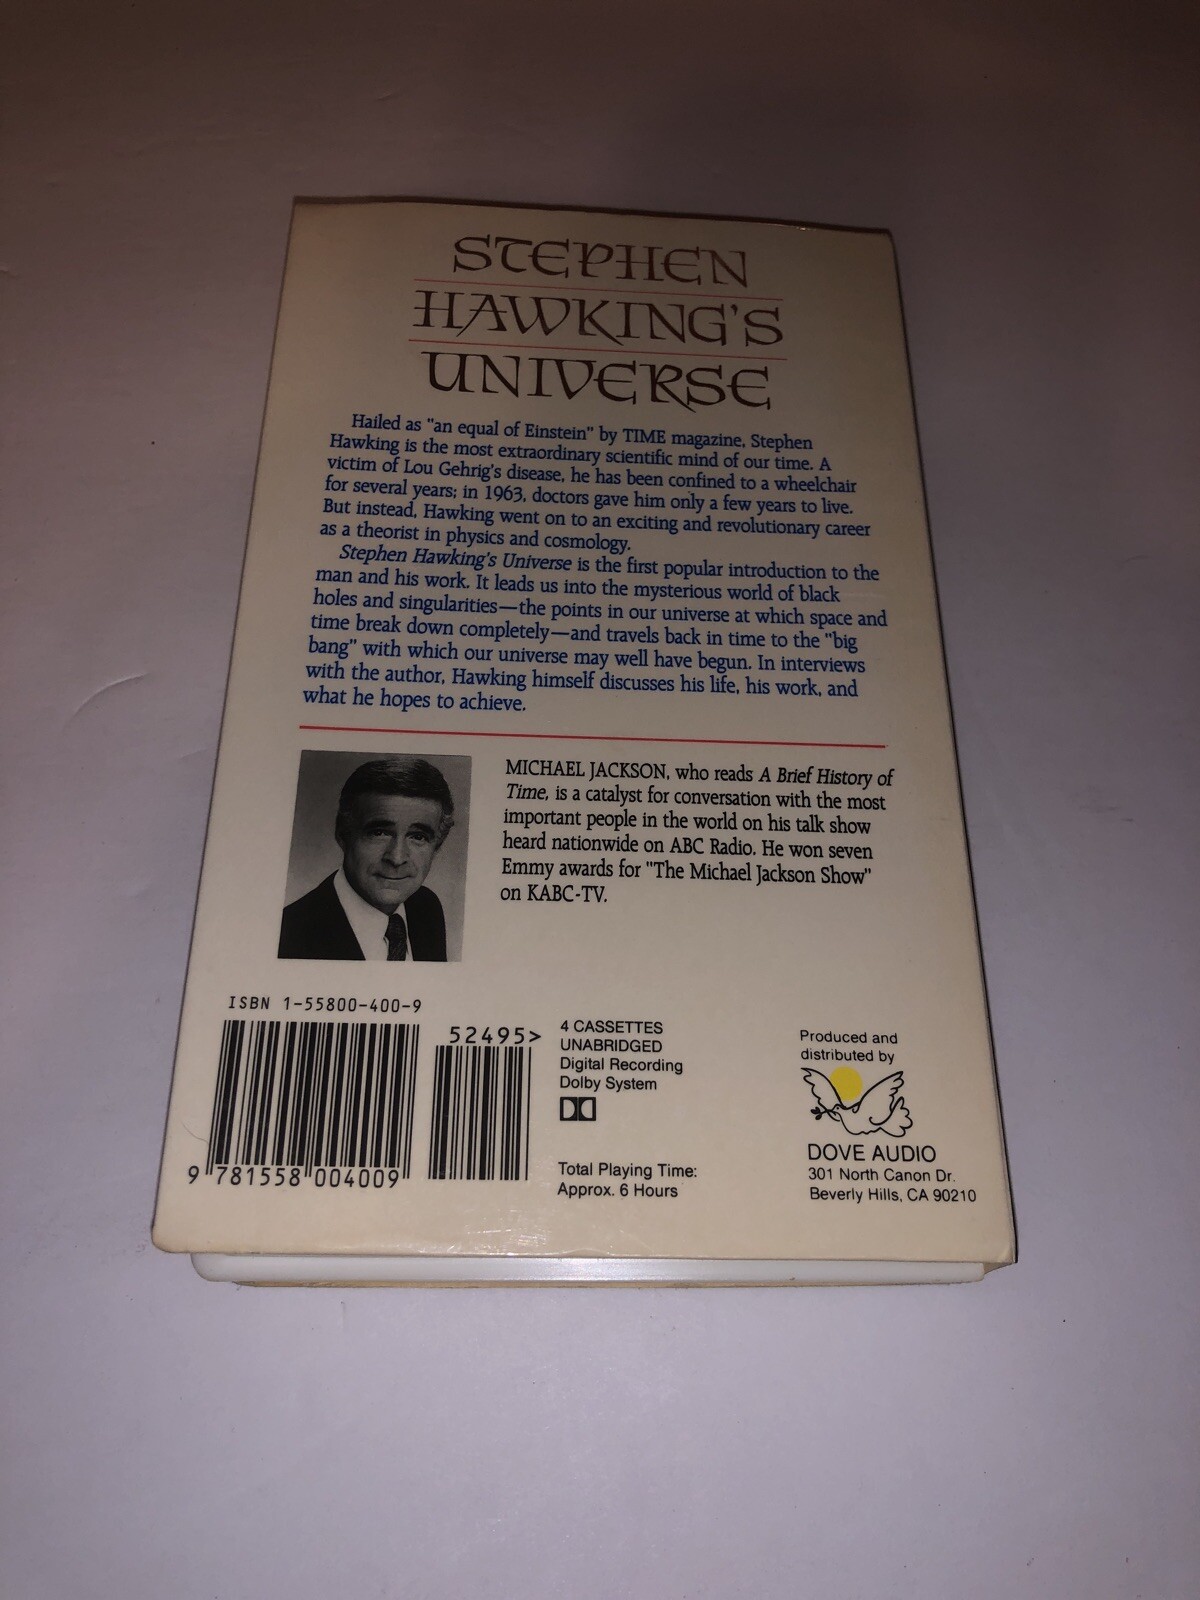 STEPHEN
HAWKING'S
UNIVERSE
Hailed as "an equal of Einstein" by TIME magazine, Stephen
Hawking is the most extraordinary scientific mind of our time. A
victim of Lou Gehrig's disease, he has been confined to a wheelchair
for several years; in 1963, doctors gave him only a few years to live.
But instead, Hawking went on to an exciting and revolutionary career
as a theorist in physics and cosmology.
Stephen Hawking's Universe is the first popular introduction to the
man and his work. It leads us into the mysterious world of black
holes and singularities—the points in our universe at which space and
time break down completely—and travels back in time to the "big
bang" with which our universe may well have begun. In interviews
with the author, Hawking himself discusses his life, his work, and
what he hopes to achieve.
MICHAEL JACKSON, who reads A Brief History of
Time, is a catalyst for conversation with the most
important people in the world on his talk show
heard nationwide on ABC Radio. He won seven
Emmy awards for "The Michael Jackson Show"
on KABC-TV.
ISBN 1-55800-400-9
52495>
9 781558 004009
4 CASSETTES
UNABRIDGED
Digital Recording
Dolby System
Total Playing Time:
Approx. 6 Hours
Produced and
distributed by
DOVE AUDIO
301 North Canon Dr.
Beverly Hills, CA 90210